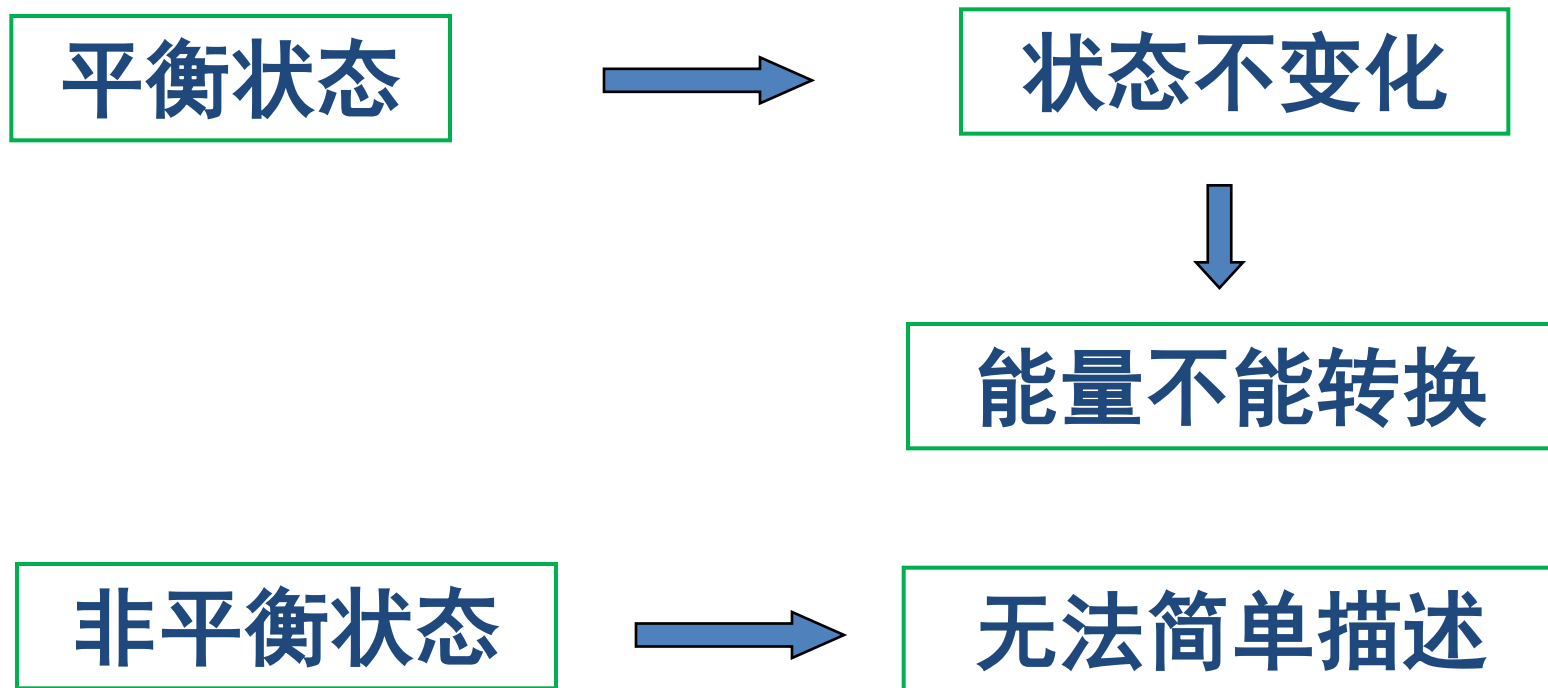 平衡状态
状态不变化
能量不能转换
非平衡状态
无法简单描述